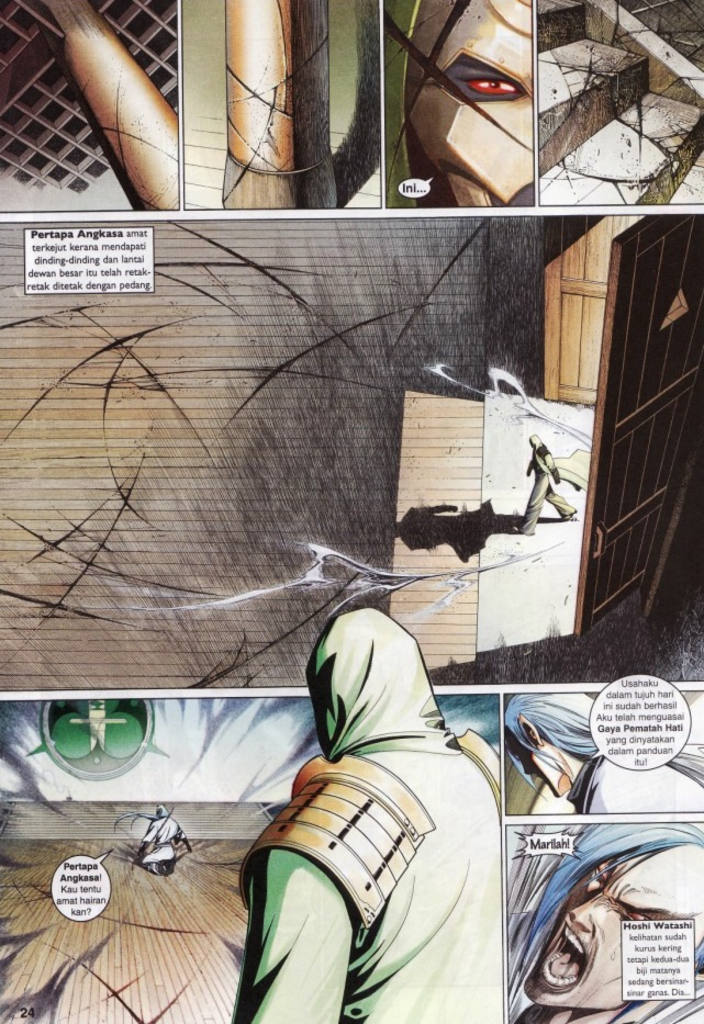 Ini...
Pertapa Angkasa amat
terkejut kerana mendapati
dinding-dinding dan lantai
dewan besar itu telah retak-
retak ditetak dengan pedang.
Usahaku
dalam tujuh hari
ini sudah berhasil
Aku telah menguasai
Gaya Pematah Hati
yang dinyatakan
dalam panduan
itu!
Pertapa
Angkasa!
Kau tentu
amat hairan
kan?
Marilah!
Hoshi Watashi
kelihatan sudah
kurus kering
tetapi kedua-dua
biji matanya
sedang bersinar-
sinar ganas. Dia...
24